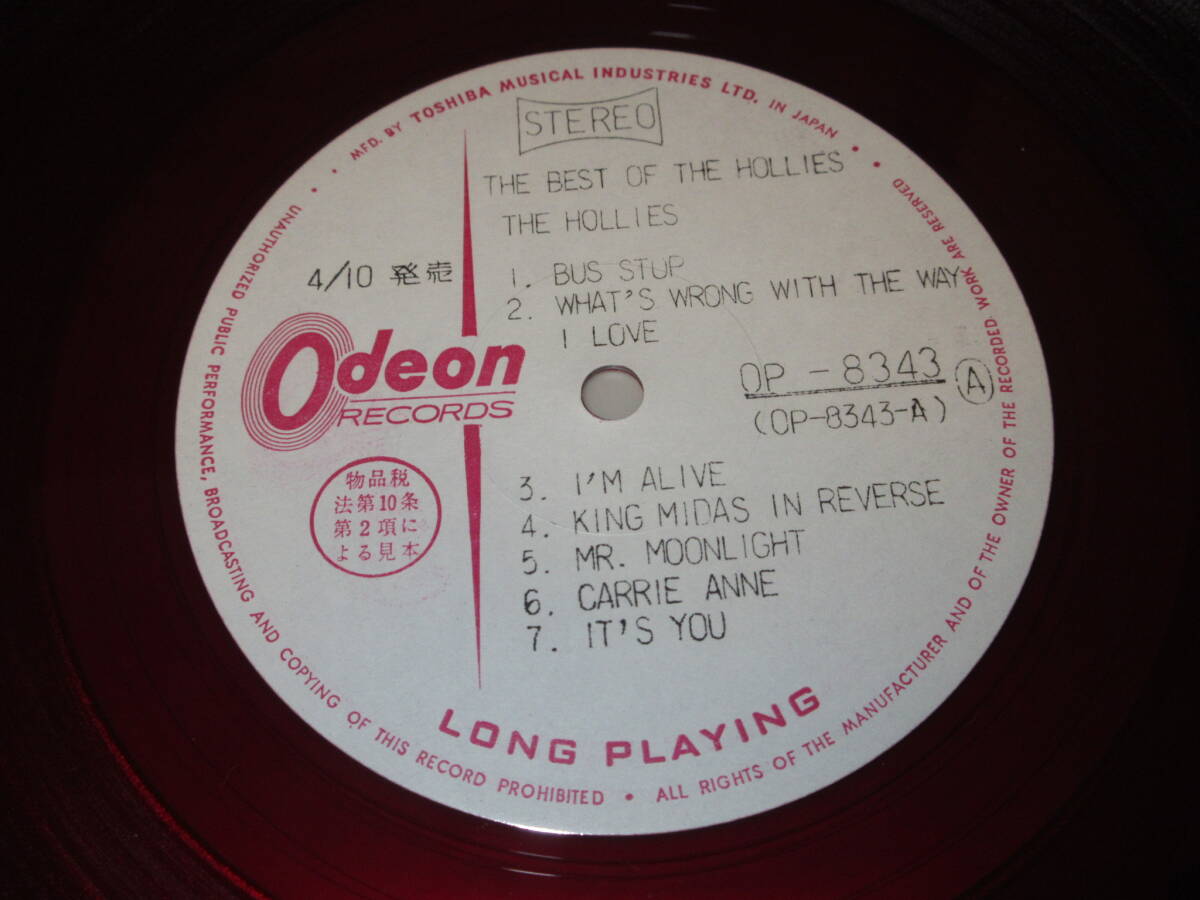 MFD. BY TOSHIBA MUSICAL INDUSTRIES LTD. IN JAPAN
STEREO
THE BEST OF THE HOLLIES
THE HOLLIES
4/10 発売
1. BUS STOP
2. WHAT'S WRONG WITH THE WAY
I LOVE
Odeon
RECORDS
OP-8343 A
(OP-8343-A)
物品税
法第10条
第2項に
よる見本
3. I'M ALIVE
4. KING MIDAS IN REVERSE
5. MR. MOONLIGHT
6. CARRIE ANNE
7. IT'S YOU
LONG PLAYING
UNAUTHORIZED PUBLIC PERFORMANCE, BROADCASTING AND COPYING OF THIS RECORD PROHIBITED • ALL RIGHTS OF THE MANUFACTURER AND OF THE OWNER OF THE RECORDED WORK ARE RESERVED